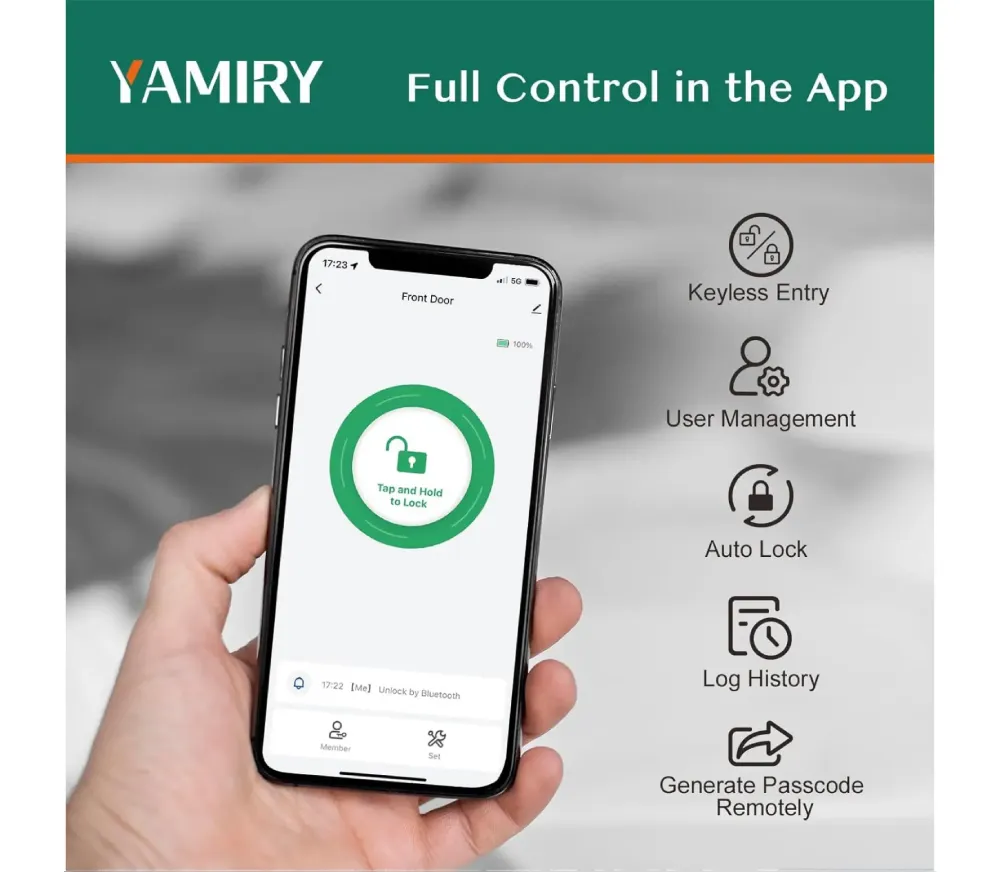 YAMIRY
Full Control in the App
17:23
5G
Front Door
100%
Tap and Hold
to Lock
17:22 【Me】 Unlock by Bluetooth
Member
Set
Keyless Entry
User Management
Auto Lock
Log History
Generate Passcode
Remotely